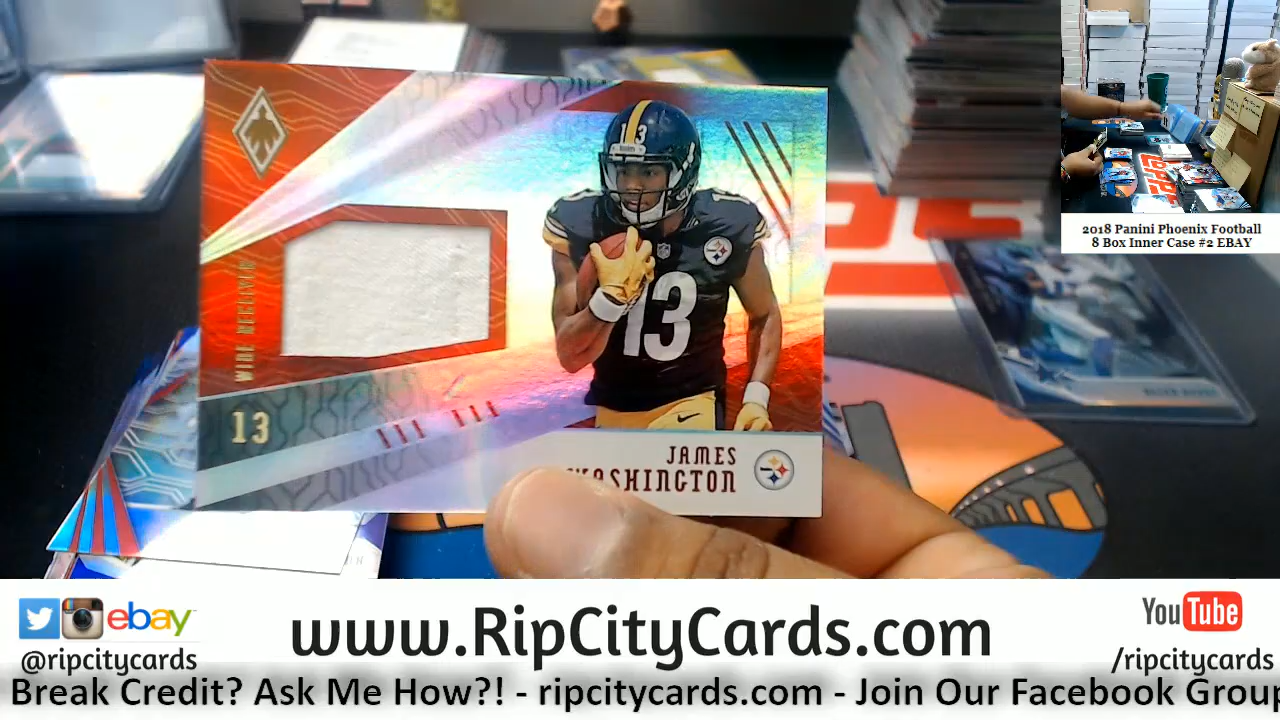 13
13
WIDE RECEIVER
13
JAMES
WASHINGTON
2018 Panini Phoenix Football
8 Box Inner Case #2 EBAY
ebay
@ripcitycards
www.RipCityCards.com
YouTube
/ripcitycards
Break Credit? Ask Me How?! - ripcitycards.com - Join Our Facebook Group